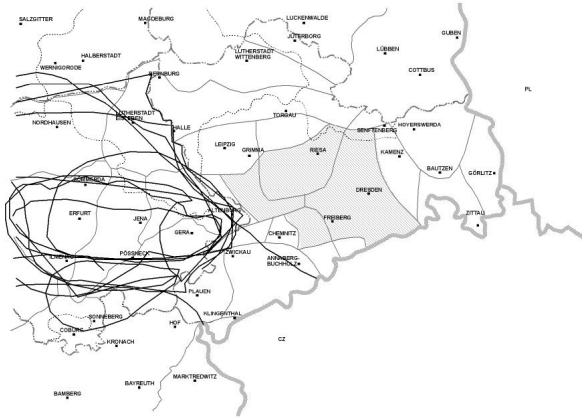 SALZGITTER
MAGDEBURG
LUCKENWALDE
JÜTERBORG
GUBEN
LÜBBEN
HALBERSTADT
WERNIGORODE
LUTHERSTADT
WITTENBERG
BERNBURG
COTTBUS
PL
NORDHAUSEN
LUTHERSTADT
HALLE
TORGAU
SENFTENBERG
HOYERSWERDA
LEIPZIG
GRIMMA
RIESA
KAMENZ
BAUTZEN
GÖRLITZ
DRESDEN
ERFURT
JENA
GERA
ALTENBURG
FREIBERG
ZITTAU
CHEMNITZ
PÖSSNECK
ZWICKAU
ANNABERG-
BUCHHOLZ
PLAUEN
SONNEBERG
COBURG
HOF
KLINGENTHAL
KRONACH
CZ
MARKTREDWITZ
BAYREUTH
BAMBERG